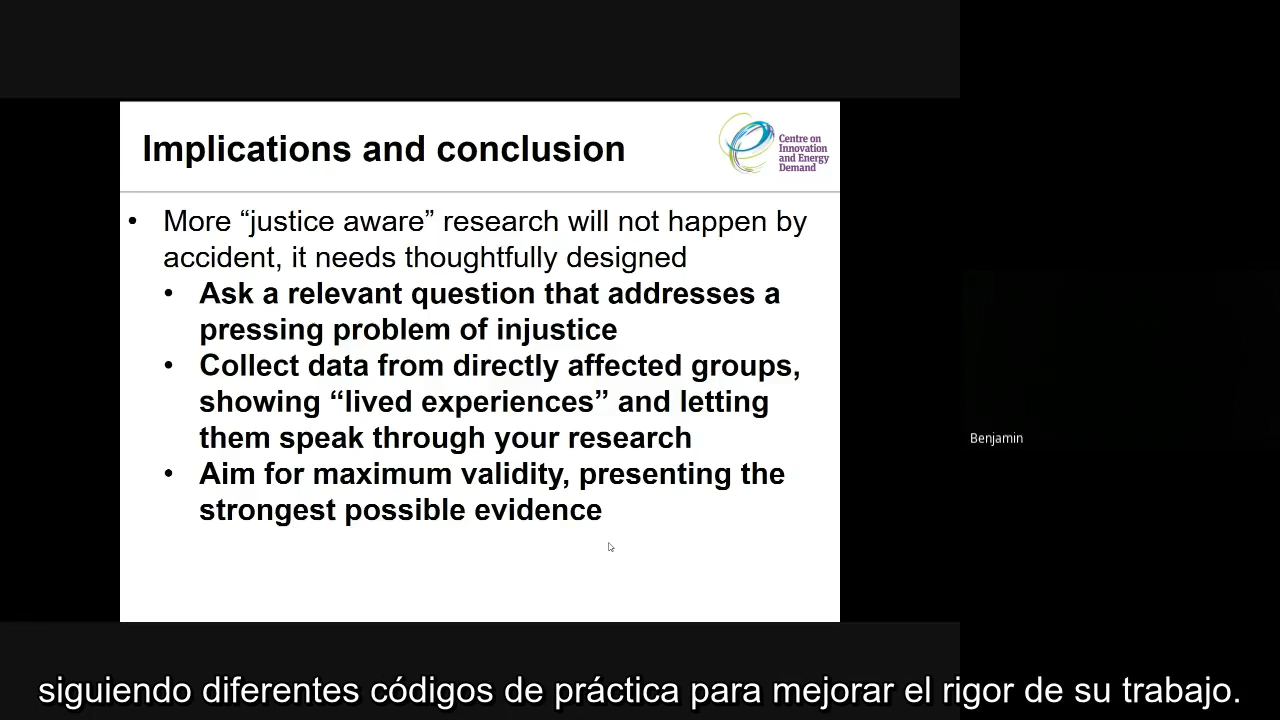 Implications and conclusion
Centre on
Innovation
and Energy
Demand
• More “justice aware” research will not happen by
accident, it needs thoughtfully designed
• Ask a relevant question that addresses a
pressing problem of injustice
• Collect data from directly affected groups,
showing “lived experiences” and letting
them speak through your research
• Aim for maximum validity, presenting the
strongest possible evidence
Benjamin
siguiendo diferentes códigos de práctica para mejorar el rigor de su trabajo.